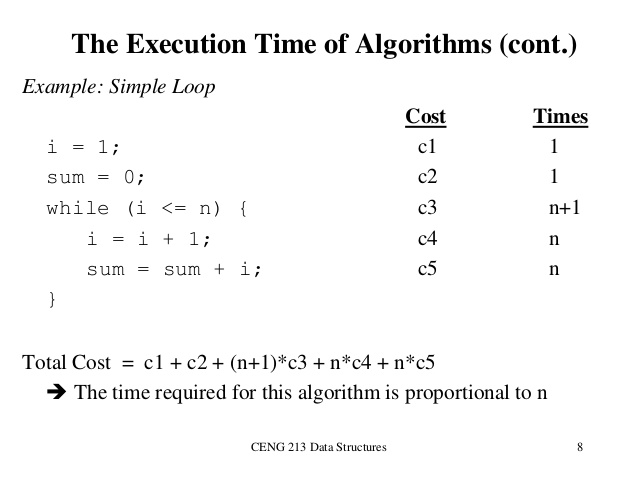 The Execution Time of Algorithms (cont.)
Example: Simple Loop
Cost Times
i = 1; c1 1
sum = 0; c2 1
while (i <= n) { c3 n+1
i = i + 1; c4 n
sum = sum + i; c5 n
}
Total Cost = c1 + c2 + (n+1)*c3 + n*c4 + n*c5
➔ The time required for this algorithm is proportional to n
CENG 213 Data Structures 8